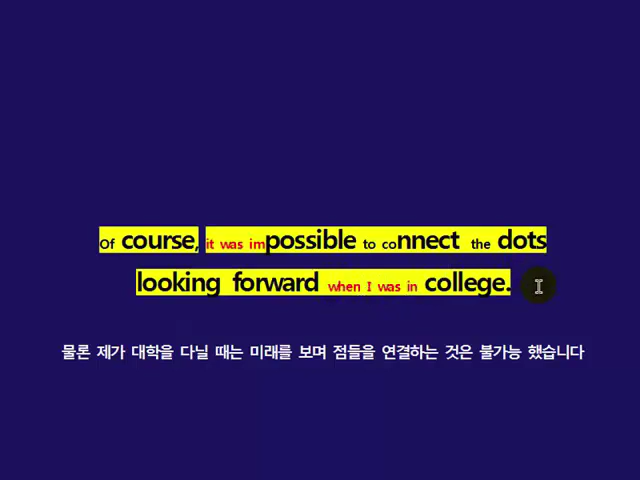 Of course, it was impossible to connect the dots
looking forward when I was in college.
물론 제가 대학을 다닐 때는 미래를 보며 점들을 연결하는 것은 불가능 했습니다